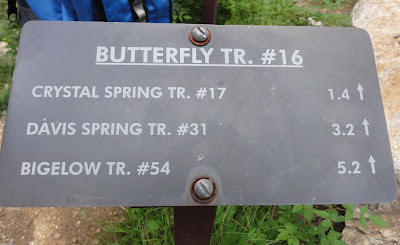 BUTTERFLY TR. #16
CRYSTAL SPRING TR. #17 1.4 ↑
DAVIS SPRING TR. #31 3.2 ↑
BIGELOW TR. #54 5.2 ↑